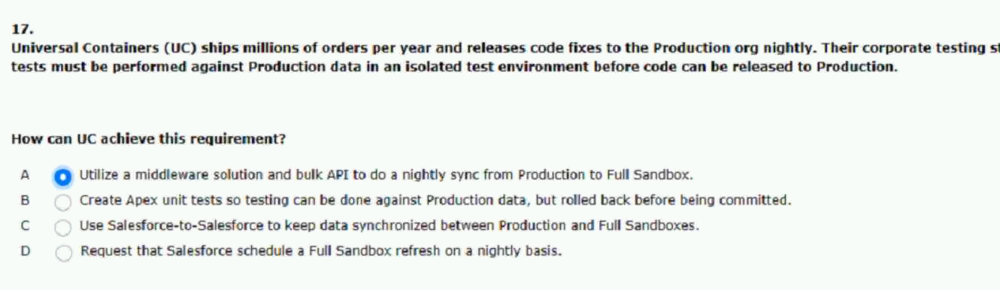 17.
Universal Containers (UC) ships millions of orders per year and releases code fixes to the Production org nightly. Their corporate testing
tests must be performed against Production data in an isolated test environment before code can be released to Production.
How can UC achieve this requirement?
A Utilize a middleware solution and bulk API to do a nightly sync from Production to Full Sandbox.
B Create Apex unit tests so testing can be done against Production data, but rolled back before being committed.
C Use Salesforce-to-Salesforce to keep data synchronized between Production and Full Sandboxes.
D Request that Salesforce schedule a Full Sandbox refresh on a nightly basis.